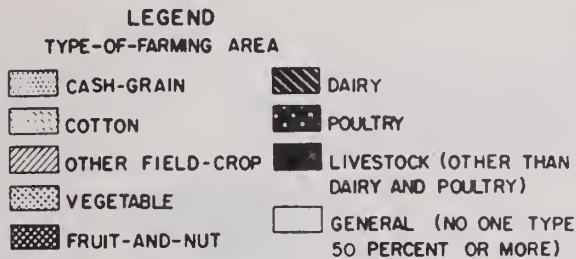 LEGEND
TYPE-OF-FARMING AREA
CASH-GRAIN
COTTON
OTHER FIELD-CROP
VEGETABLE
FRUIT-AND-NUT
DAIRY
POULTRY
LIVESTOCK (OTHER THAN
DAIRY AND POULTRY)
GENERAL (NO ONE TYPE
50 PERCENT OR MORE)